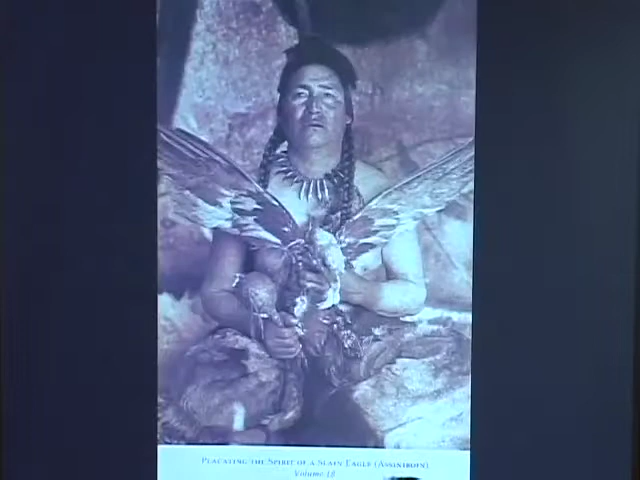 PLACATING THE SPIRIT OF A SLAIN EAGLE (ASSINIBOIN)
Volume 18